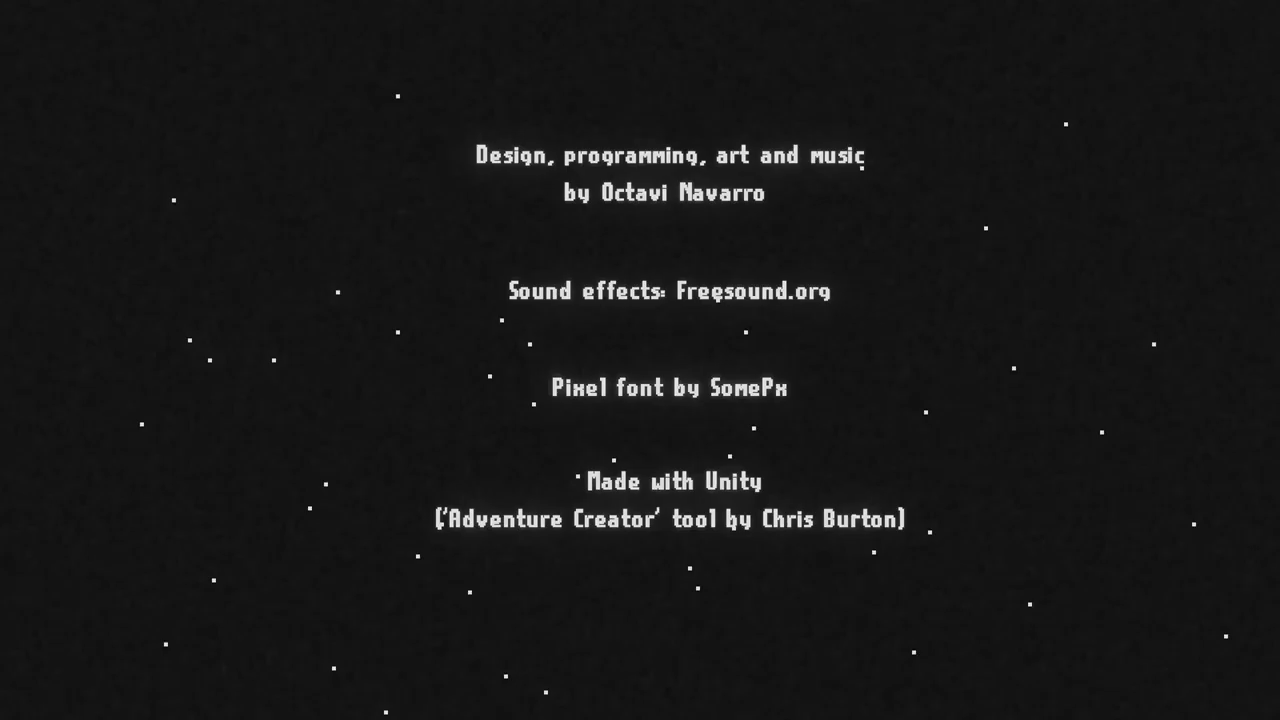 Design, programming, art and music
by Octavi Navarro
Sound effects: Freesound.org
Pixel font by SomePx
Made with Unity
('Adventure Creator' tool by Chris Burton)